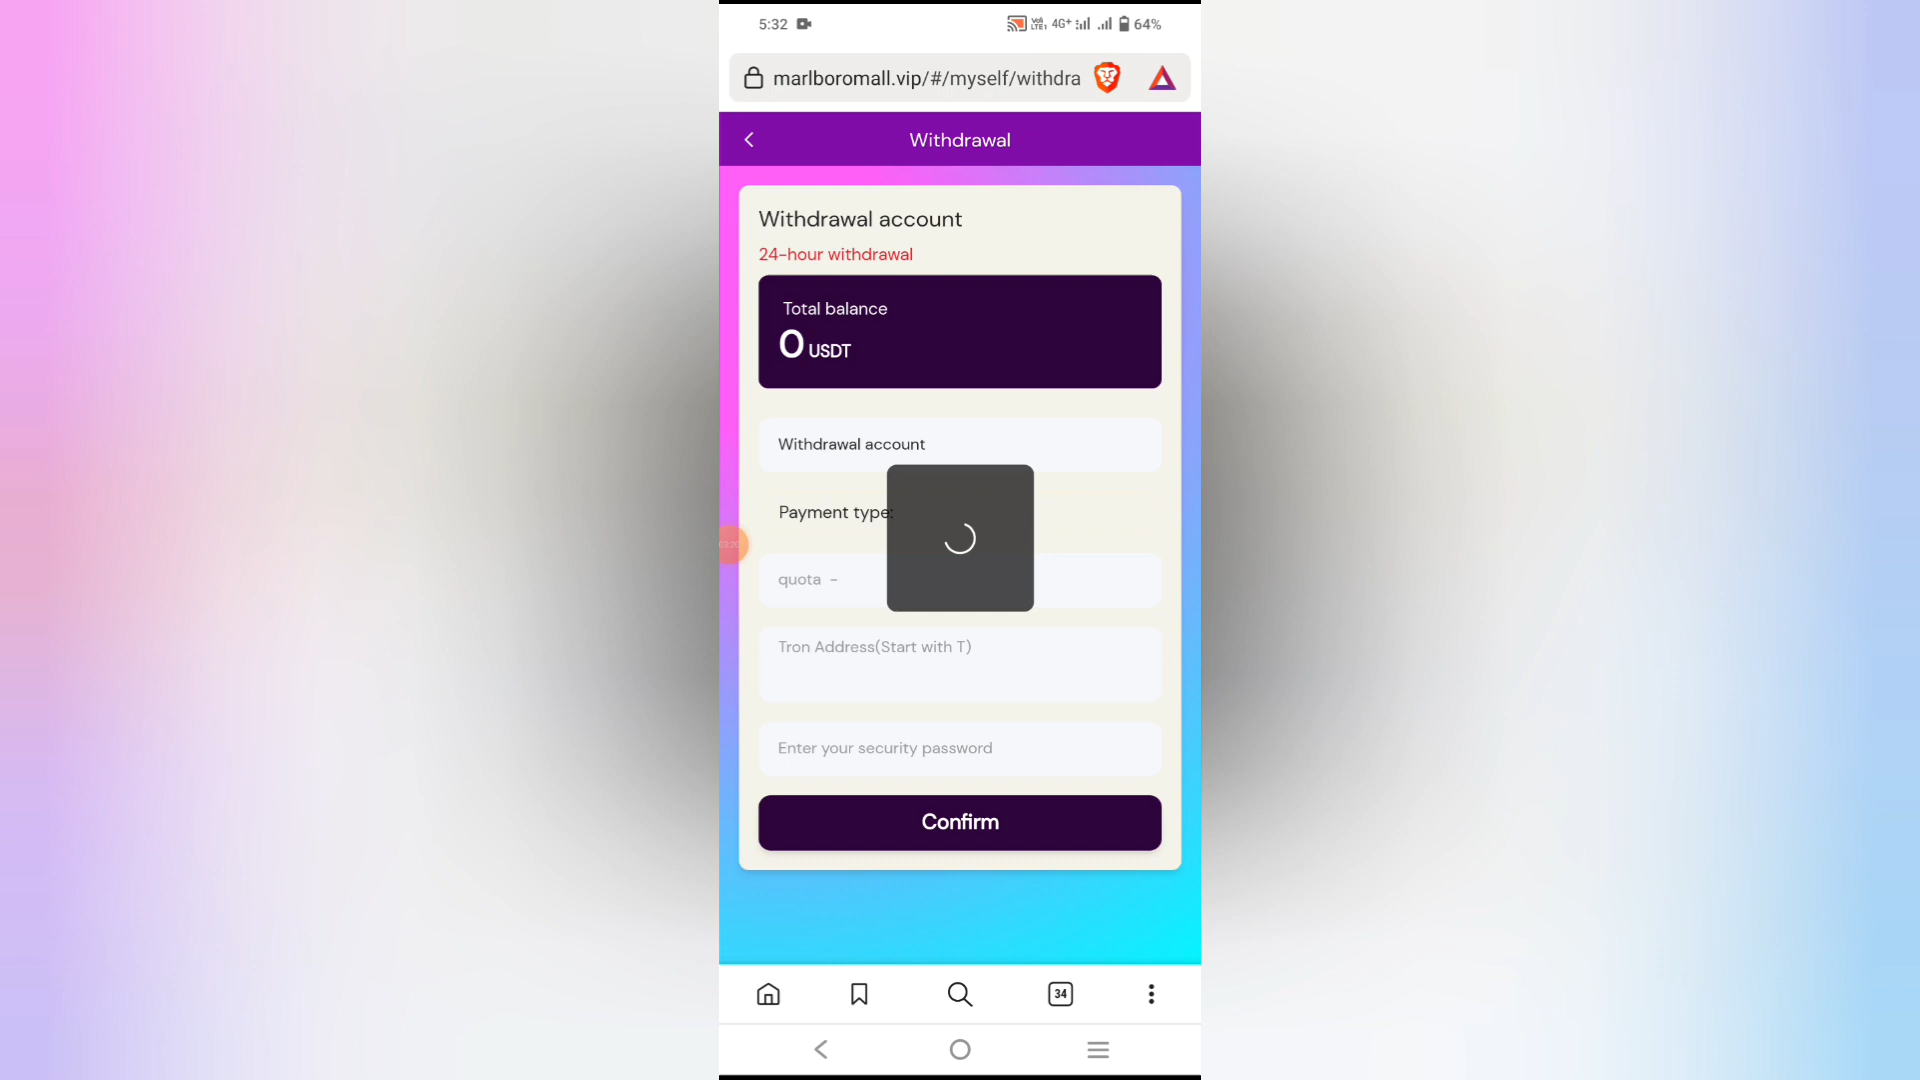 5:32
4G+
64%
marlboromall.vip/#/myself/withdra
Withdrawal
Withdrawal account
24-hour withdrawal
Total balance
0 USDT
Withdrawal account
Payment type:
quota -
Tron Address(Start with T)
Enter your security password
Confirm
34